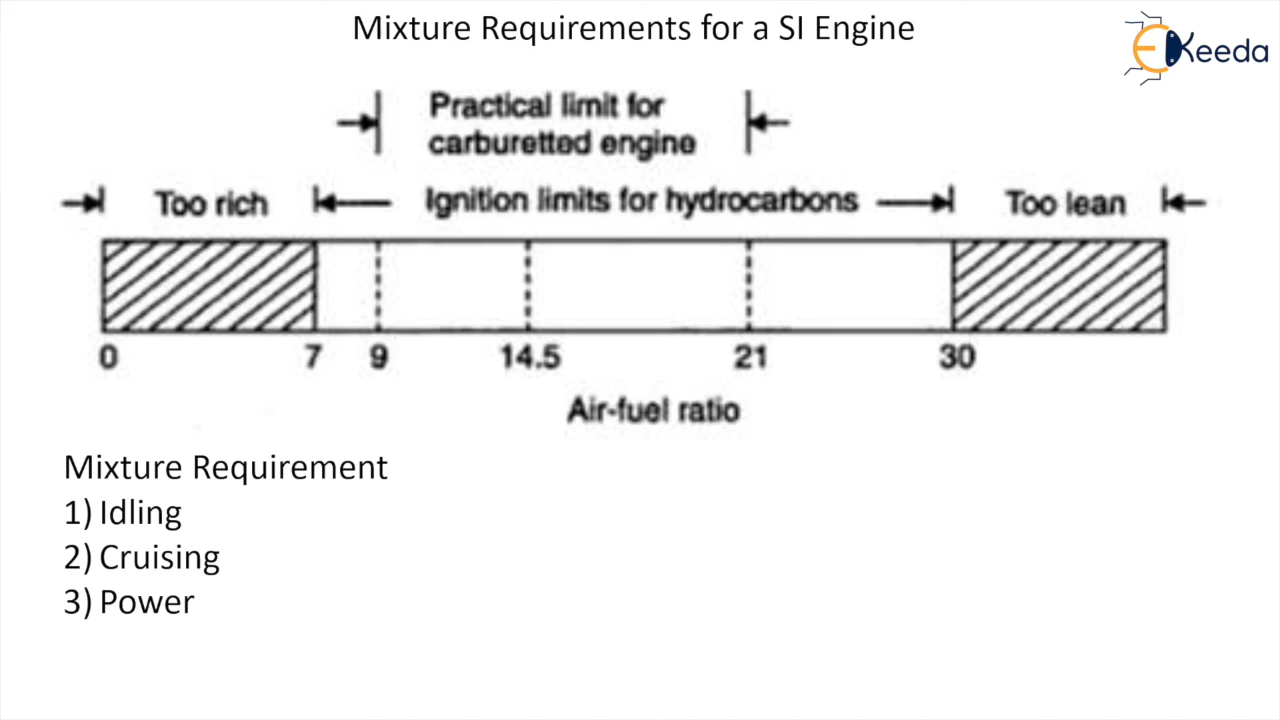 Mixture Requirements for a SI Engine
EKeeda
Practical limit for
carburetted engine
Too rich
Ignition limits for hydrocarbons
Too lean
0 7 9 14.5 21 30
Air-fuel ratio
Mixture Requirement
1) Idling
2) Cruising
3) Power